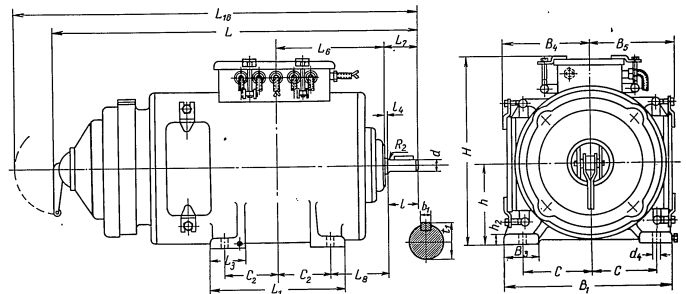 L₁₈
L
L₆
L₇
L₄
R₂
d
l
b₁
t₁
L₃
C₂
C₂
L₈
L₁
B₄
B₅
H
h
h₂
B₃
C
C
d₄
B₁